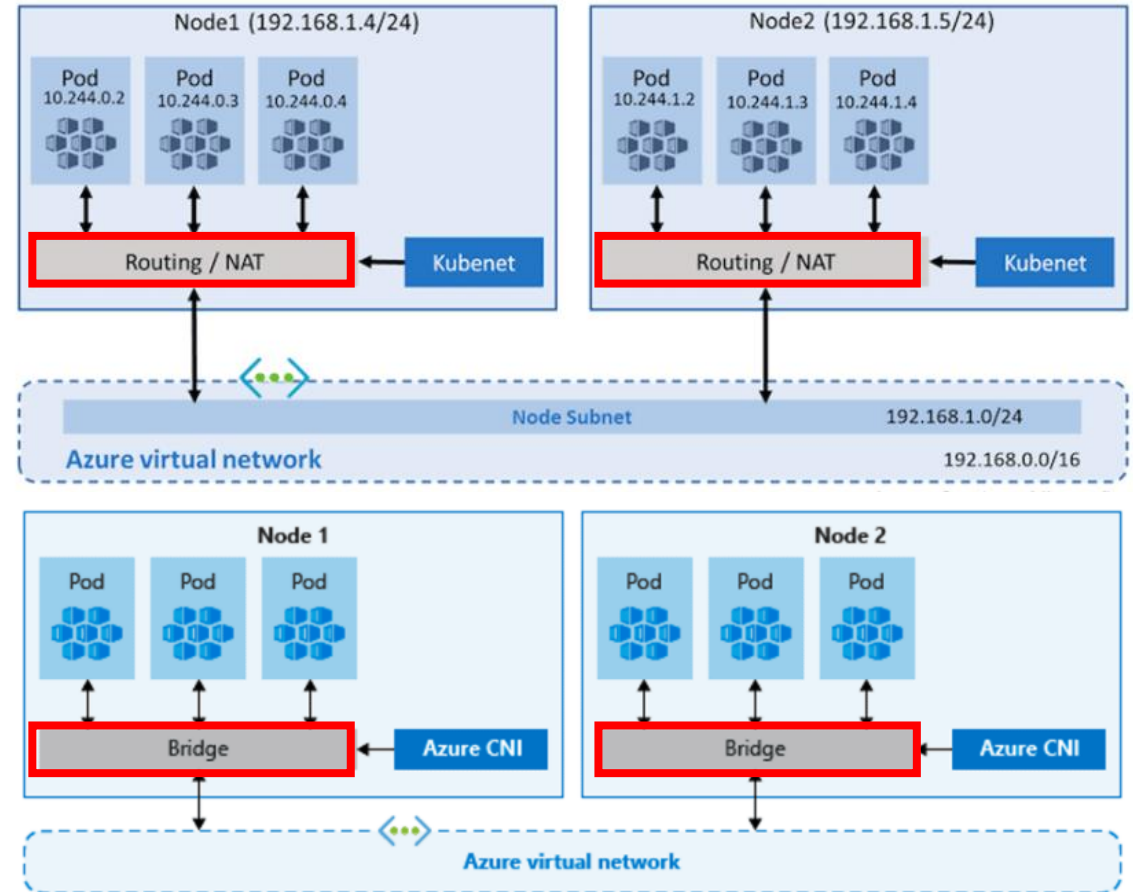 Node1 (192.168.1.4/24)
Node2 (192.168.1.5/24)
Pod
10.244.0.2
Pod
10.244.0.3
Pod
10.244.0.4
Pod
10.244.1.2
Pod
10.244.1.3
Pod
10.244.1.4
Routing / NAT
Kubenet
Routing / NAT
Kubenet
Node Subnet
192.168.1.0/24
Azure virtual network
192.168.0.0/16
Node 1
Node 2
Pod
Pod
Pod
Pod
Pod
Pod
Bridge
Azure CNI
Bridge
Azure CNI
Azure virtual network